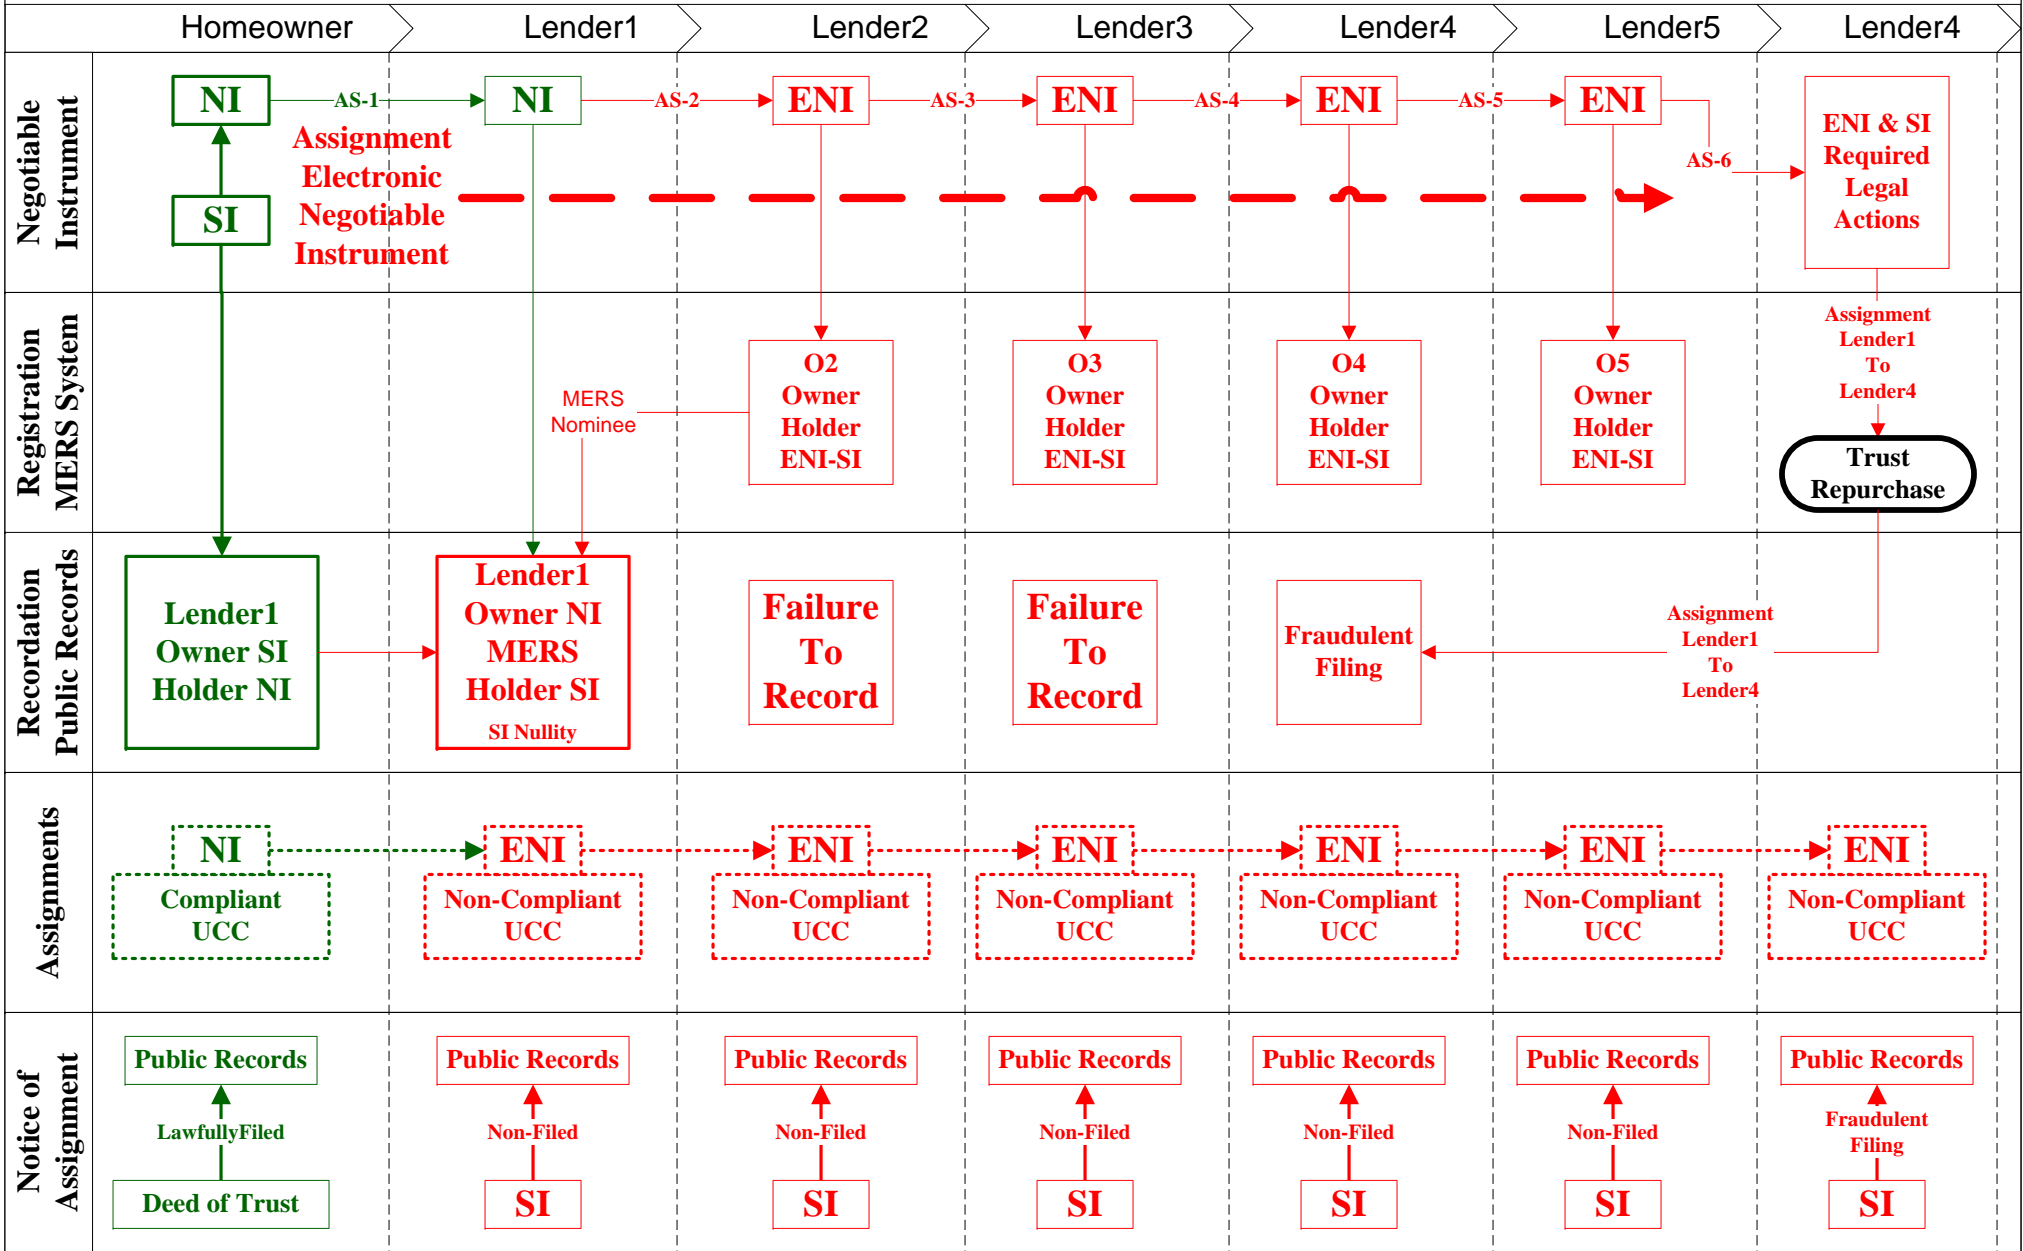 Homeowner
Lender1
Lender2
Lender3
Lender4
Lender5
Lender4
Negotiable
Instrument
NI
AS-1
NI
AS-2
ENI
AS-3
ENI
AS-4
ENI
AS-5
ENI
AS-6
ENI & SI
Required
Legal
Actions
SI
Assignment
Electronic
Negotiable
Instrument
Registration
MERS System
MERS
Nominee
O2
Owner
Holder
ENI-SI
O3
Owner
Holder
ENI-SI
O4
Owner
Holder
ENI-SI
O5
Owner
Holder
ENI-SI
Assignment
Lender1
To
Lender4
Trust
Repurchase
Recordation
Public Records
Lender1
Owner SI
Holder NI
Lender1
Owner NI
MERS
Holder SI
SI Nullity
Failure
To
Record
Failure
To
Record
Fraudulent
Filing
Assignment
Lender1
To
Lender4
Assignments
NI
Compliant
UCC
ENI
Non-Compliant
UCC
ENI
Non-Compliant
UCC
ENI
Non-Compliant
UCC
ENI
Non-Compliant
UCC
ENI
Non-Compliant
UCC
ENI
Non-Compliant
UCC
Notice of
Assignment
Public Records
LawfullyFiled
Deed of Trust
Public Records
Non-Filed
SI
Public Records
Non-Filed
SI
Public Records
Non-Filed
SI
Public Records
Non-Filed
SI
Public Records
Non-Filed
SI
Public Records
Fraudulent
Filing
SI